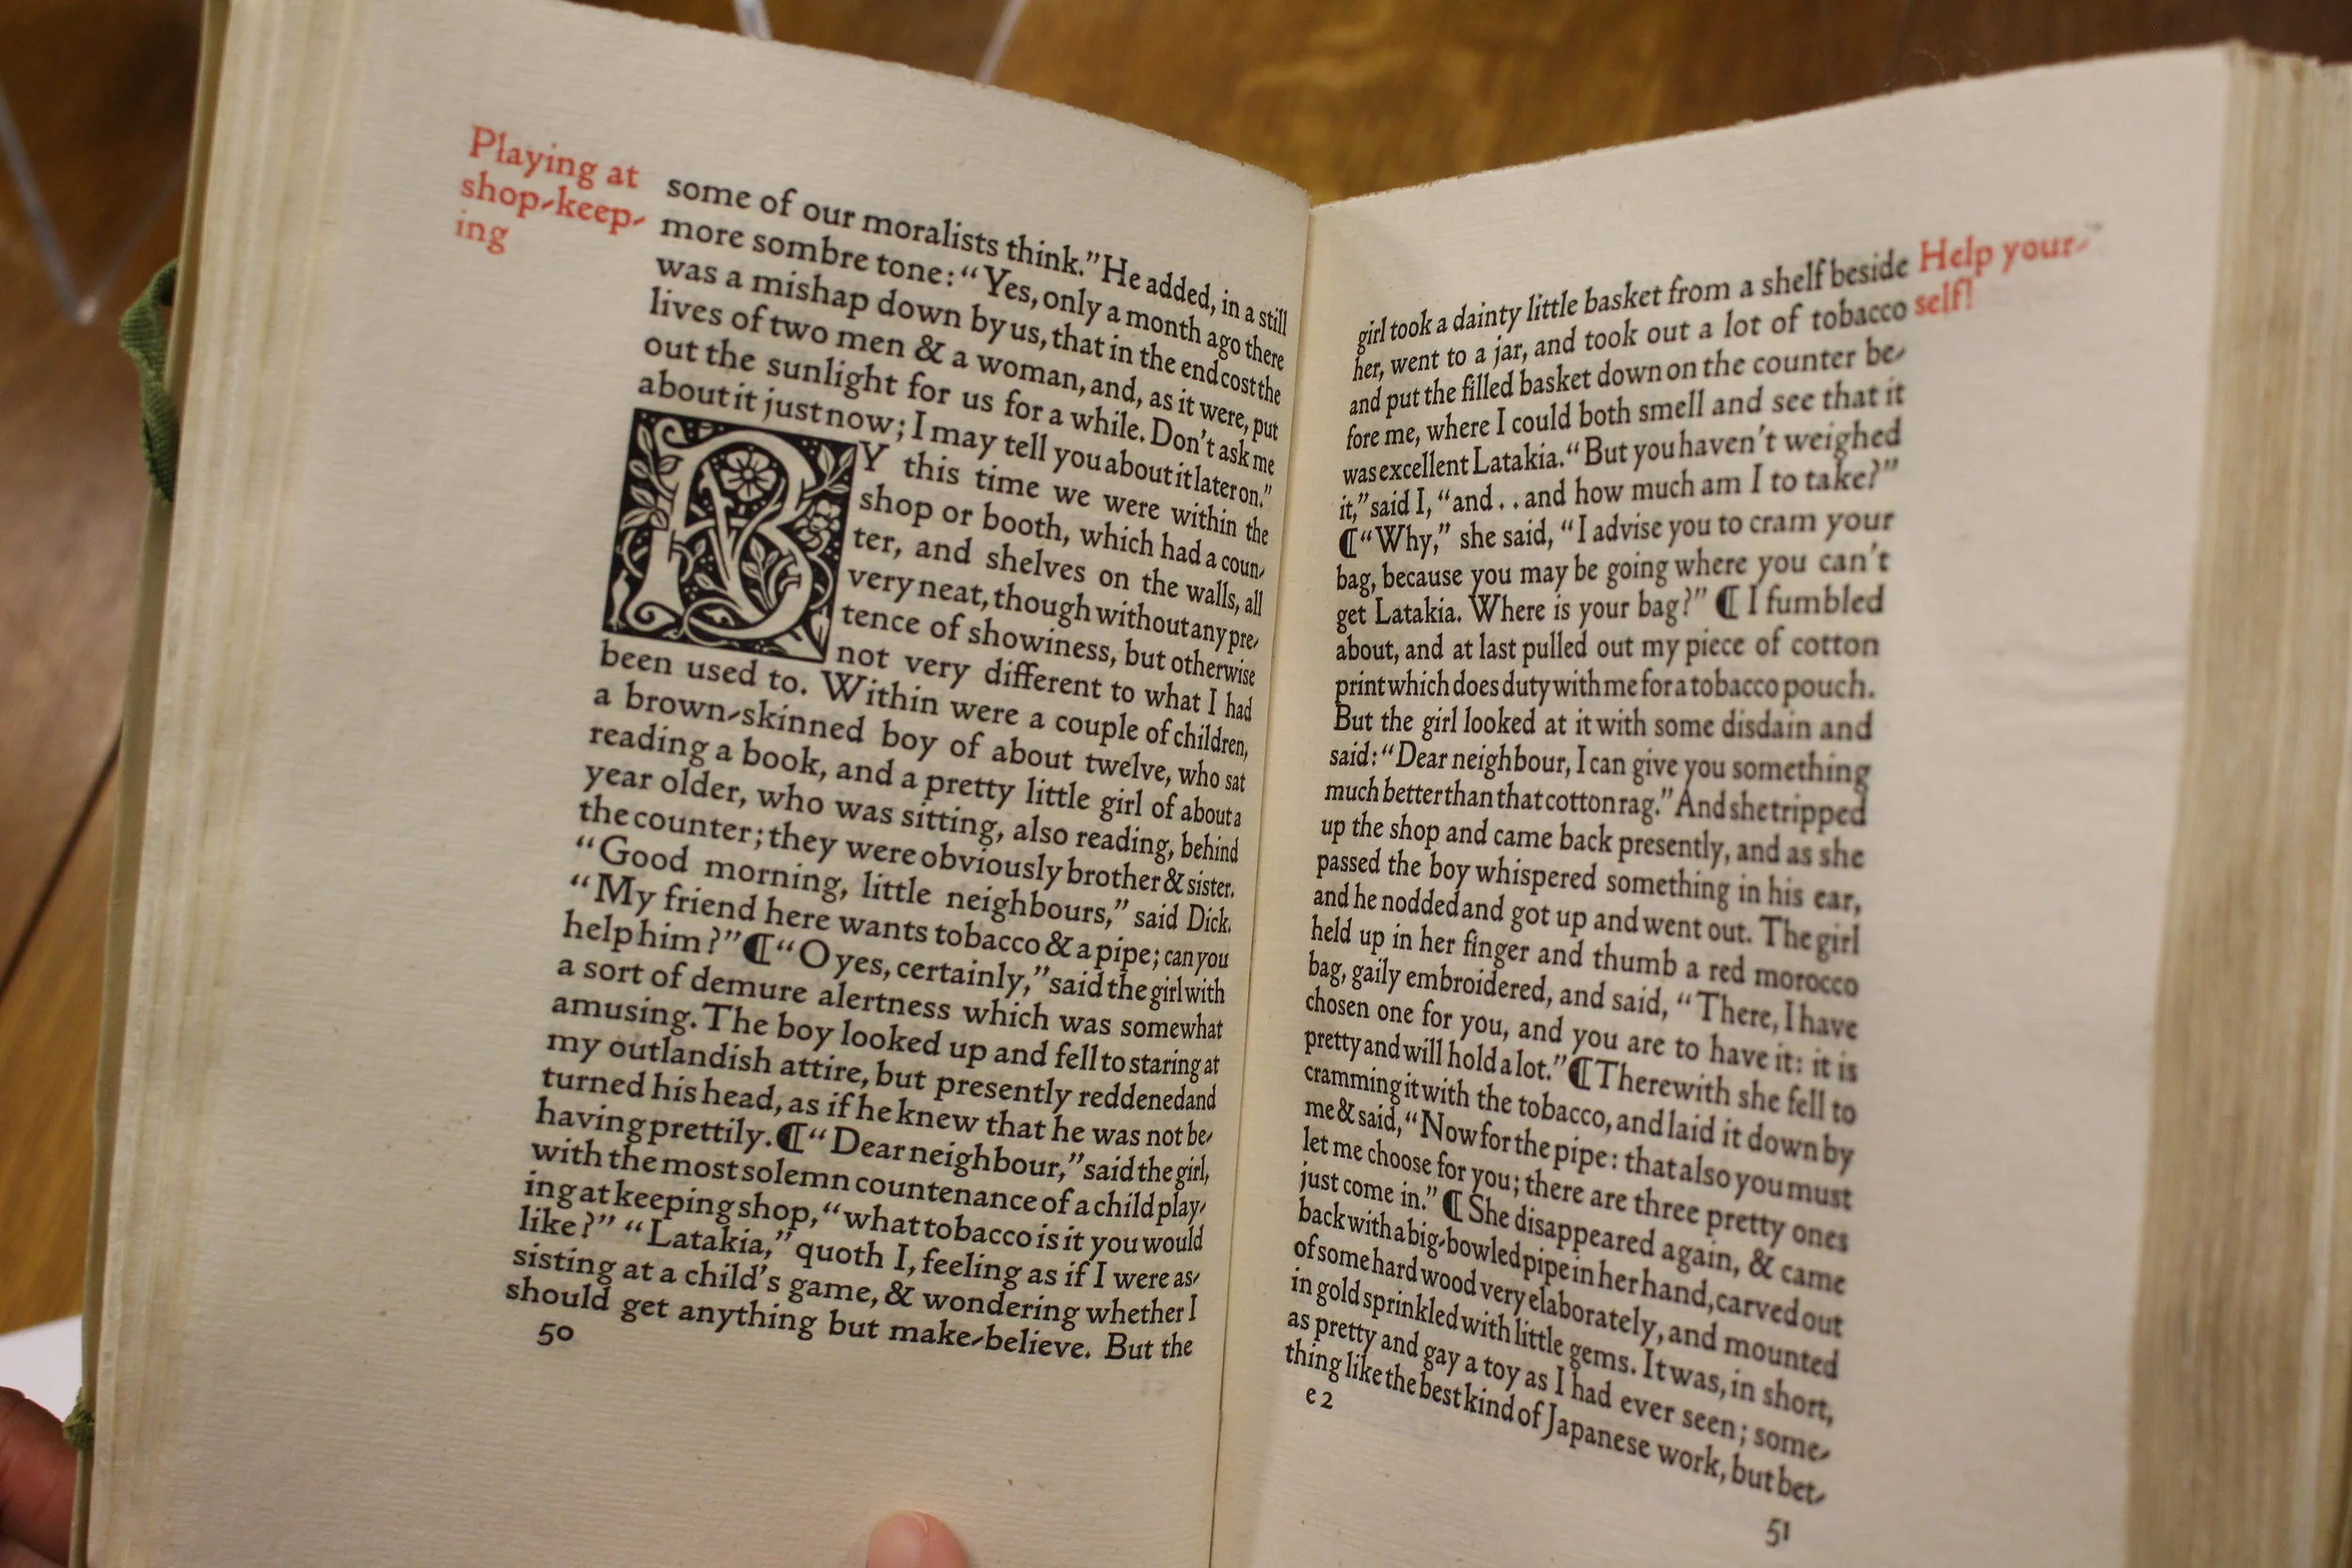 Playing at
shop-keep-
ing
some of our moralists think." He added, in a still
more sombre tone: "Yes, only a month ago there
was a mishap down by us, that in the end cost the
lives of two men & a woman, and, as it were, put
out the sunlight for us for a while. Don't ask me
about it just now; I may tell you about it later on."
BY this time we were within the
shop or booth, which had a coun-
ter, and shelves on the walls, all
very neat, though without any pre-
tence of showiness, but otherwise
not very different to what I had
been used to. Within were a couple of children,
a brown-skinned boy of about twelve, who sat
reading a book, and a pretty little girl of about a
year older, who was sitting, also reading, behind
the counter; they were obviously brother & sister.
"Good morning, little neighbours," said Dick.
"My friend here wants tobacco & a pipe; can you
help him?" ¶ "O yes, certainly," said the girl with
a sort of demure alertness which was somewhat
amusing. The boy looked up and fell to staring at
my outlandish attire, but presently reddened and
turned his head, as if he knew that he was not be-
having prettily. ¶ "Dear neighbour," said the girl,
with the most solemn countenance of a child play-
ing at keeping shop, "what tobacco is it you would
like?" "Latakia," quoth I, feeling as if I were as-
sisting at a child's game, & wondering whether I
should get anything but make-believe. But the
50
Help your-
self!
girl took a dainty little basket from a shelf beside
her, went to a jar, and took out a lot of tobacco
and put the filled basket down on the counter be-
fore me, where I could both smell and see that it
was excellent Latakia. "But you haven't weighed
it," said I, "and . . and how much am I to take?"
¶ "Why," she said, "I advise you to cram your
bag, because you may be going where you can't
get Latakia. Where is your bag?" ¶ I fumbled
about, and at last pulled out my piece of cotton
print which does duty with me for a tobacco pouch.
But the girl looked at it with some disdain and
said: "Dear neighbour, I can give you something
much better than that cotton rag." And she tripped
up the shop and came back presently, and as she
passed the boy whispered something in his ear,
and he nodded and got up and went out. The girl
held up in her finger and thumb a red morocco
bag, gaily embroidered, and said, "There, I have
chosen one for you, and you are to have it: it is
pretty and will hold a lot." ¶ Therewith she fell to
cramming it with the tobacco, and laid it down by
me & said, "Now for the pipe: that also you must
let me choose for you; there are three pretty ones
just come in." ¶ She disappeared again, & came
back with a big-bowled pipe in her hand, carved out
of some hard wood very elaborately, and mounted
in gold sprinkled with little gems. It was, in short,
as pretty and gay a toy as I had ever seen; some-
thing like the best kind of Japanese work, but bet-
e 2
51